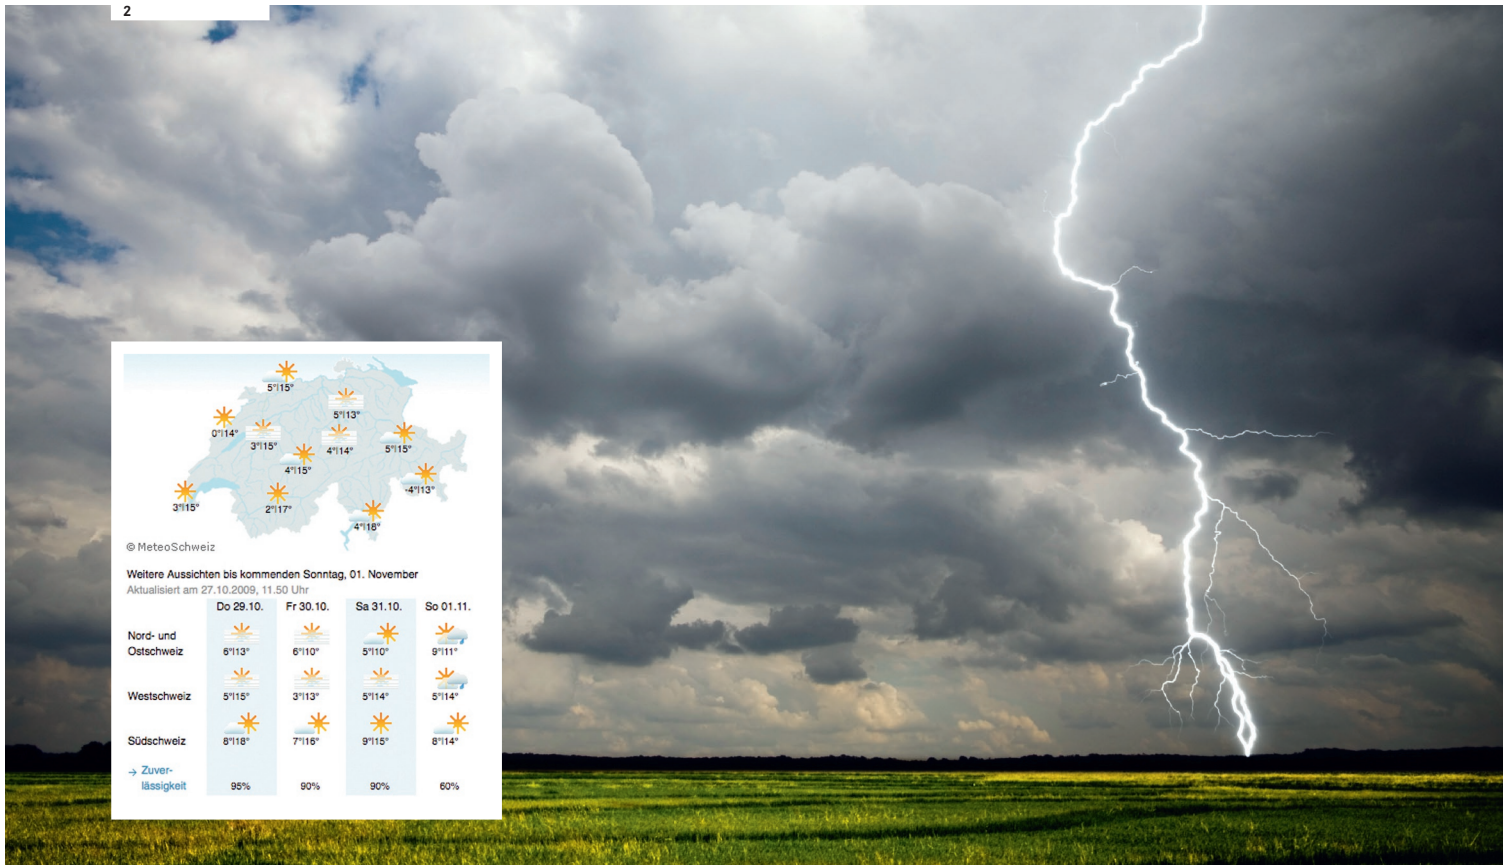 2
5°|15°
5°|13°
0°|14°
3°|15°
4°|14°
5°|15°
4°|15°
-4°|13°
3°|15°
2°|17°
4°|18°
© MeteoSchweiz
Weitere Aussichten bis kommenden Sonntag, 01. November
Aktualisiert am 27.10.2009, 11.50 Uhr
Do 29.10. Fr 30.10. Sa 31.10. So 01.11.
Nord- und
Ostschweiz 6°|13° 6°|10° 5°|10° 9°|11°
Westschweiz 5°|15° 3°|13° 5°|14° 5°|14°
Südschweiz 8°|18° 7°|16° 9°|15° 8°|14°
→ Zuver-
lässigkeit 95% 90% 90% 60%